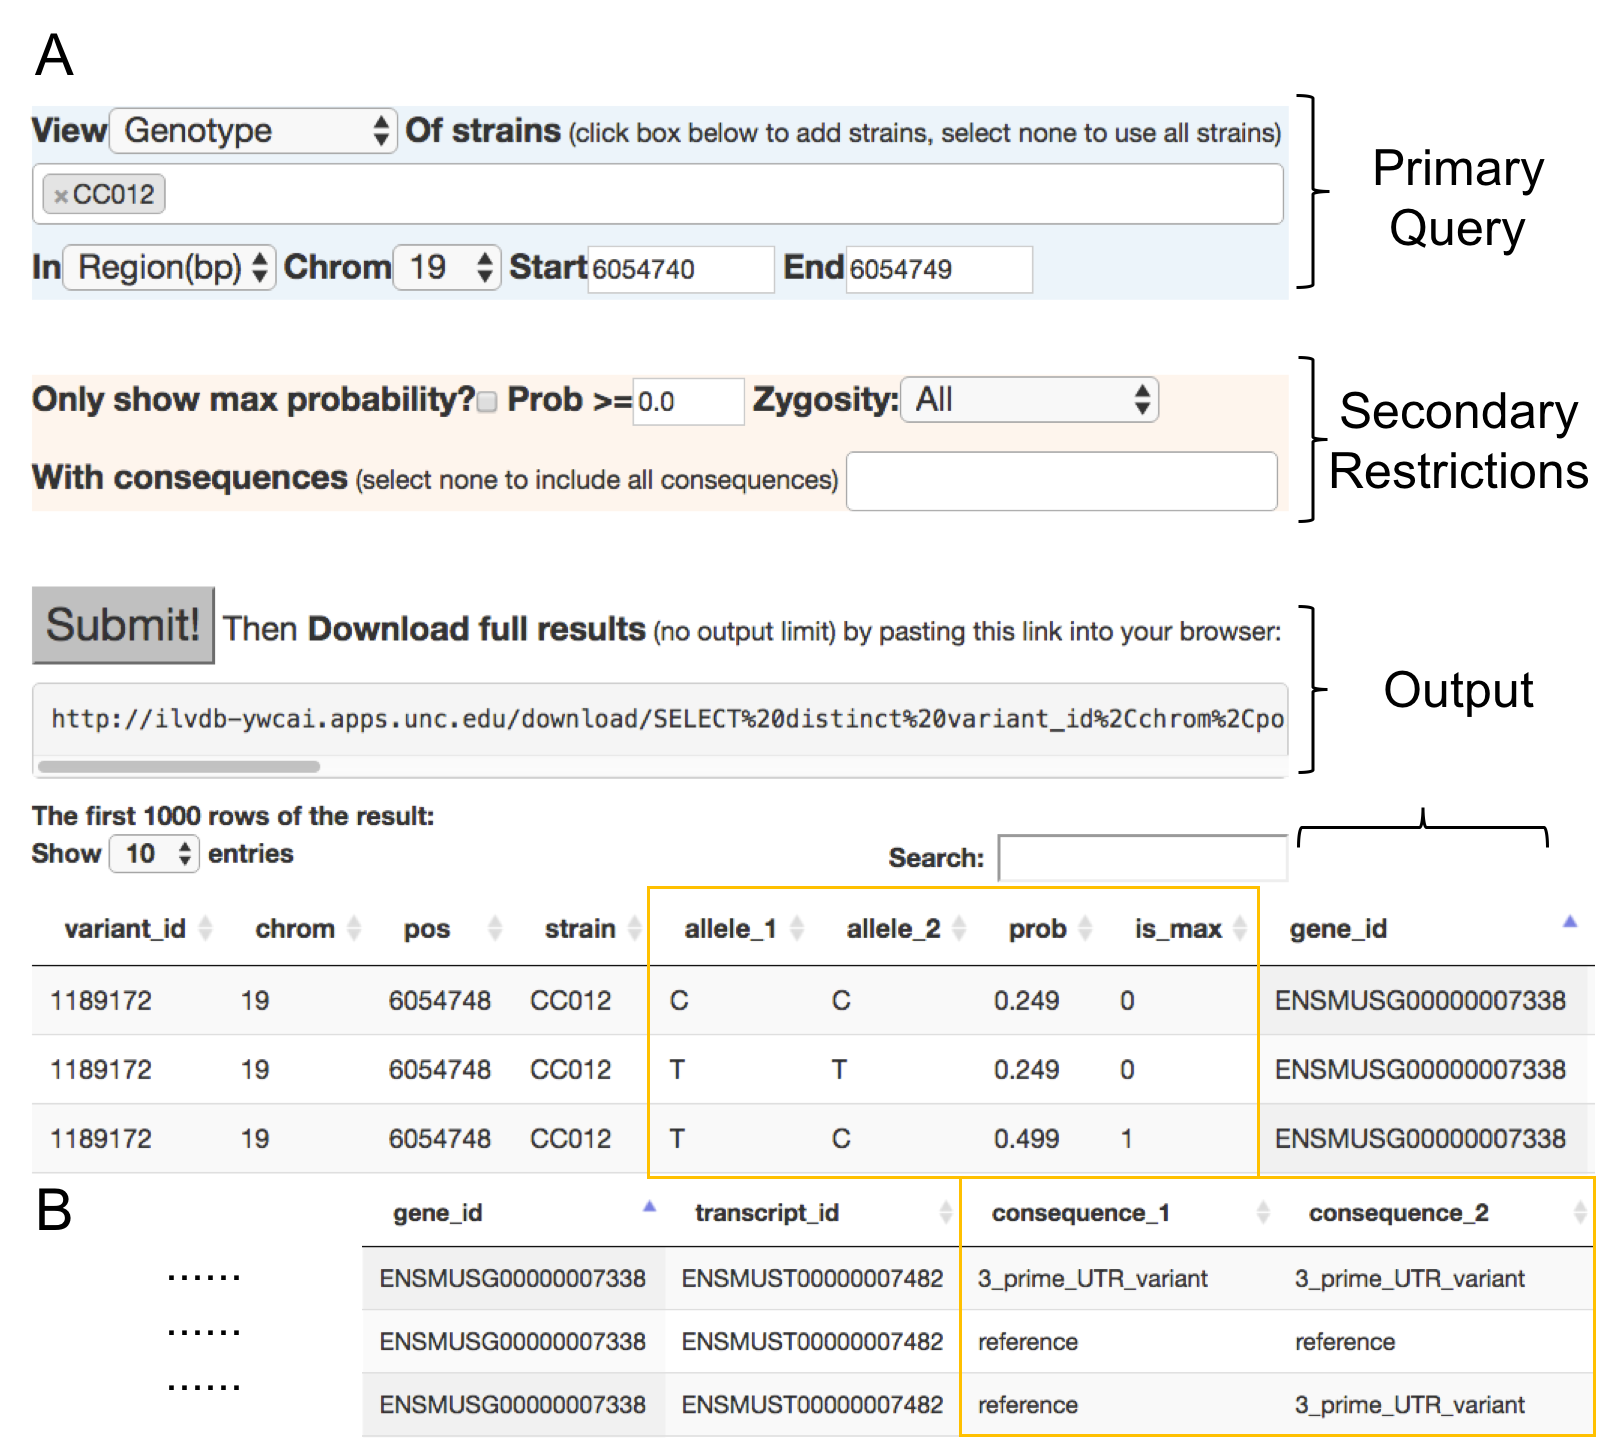 A
View Genotype Of strains (click box below to add strains, select none to use all strains)
×CC012
In Region(bp) Chrom 19 Start 6054740 End 6054749
Primary
Query
Only show max probability? Prob >= 0.0 Zygosity: All
With consequences (select none to include all consequences)
Secondary
Restrictions
Submit! Then Download full results (no output limit) by pasting this link into your browser:
http://ilvdb-ywcai.apps.unc.edu/download/SELECT%20distinct%20variant_id%2Cchrom%2Cpo
Output
The first 1000 rows of the result:
Show 10 entries Search:
variant_id chrom pos strain allele_1 allele_2 prob is_max gene_id
1189172 19 6054748 CC012 C C 0.249 0 ENSMUSG00000007338
1189172 19 6054748 CC012 T T 0.249 0 ENSMUSG00000007338
1189172 19 6054748 CC012 T C 0.499 1 ENSMUSG00000007338
B
gene_id transcript_id consequence_1 consequence_2
...... ENSMUSG00000007338 ENSMUST00000007482 3_prime_UTR_variant 3_prime_UTR_variant
...... ENSMUSG00000007338 ENSMUST00000007482 reference reference
...... ENSMUSG00000007338 ENSMUST00000007482 reference 3_prime_UTR_variant